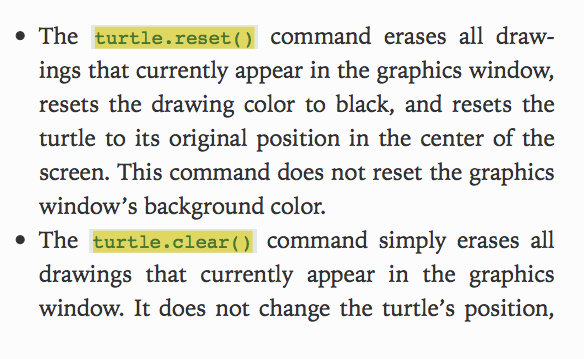 • The turtle.reset() command erases all draw-
ings that currently appear in the graphics window,
resets the drawing color to black, and resets the
turtle to its original position in the center of the
screen. This command does not reset the graphics
window’s background color.
• The turtle.clear() command simply erases all
drawings that currently appear in the graphics
window. It does not change the turtle’s position,